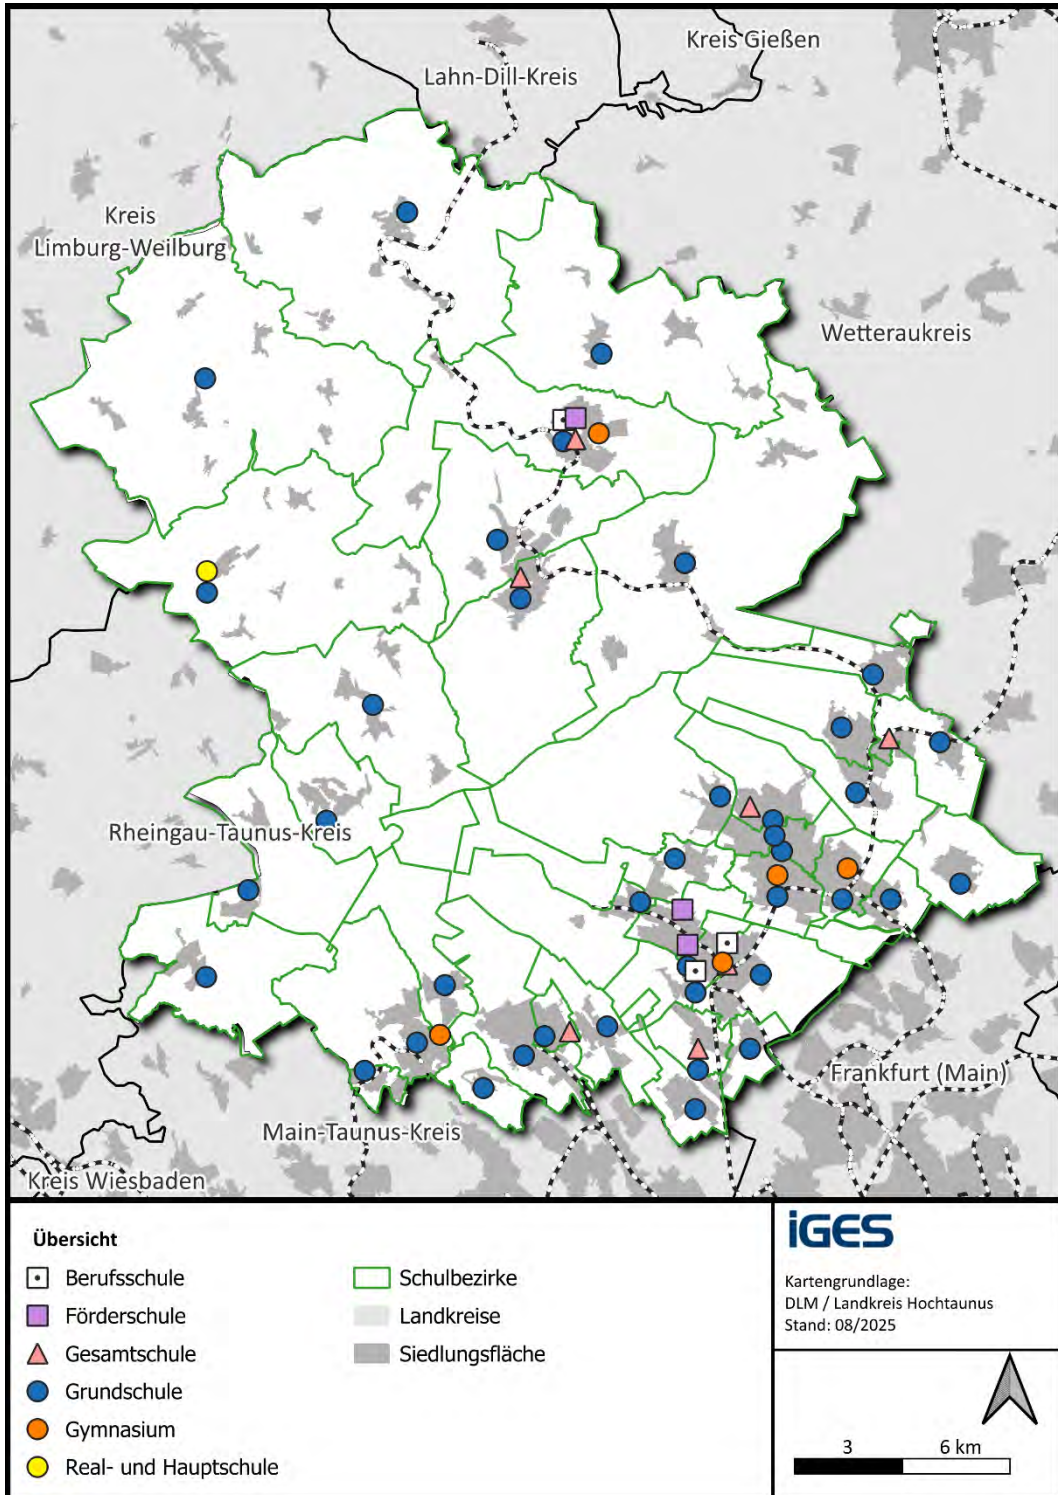 Kreis Gießen
Lahn-Dill-Kreis
Kreis
Limburg-Weilburg
Wetteraukreis
Rheingau-Taunus-Kreis
Frankfurt (Main)
Main-Taunus-Kreis
Kreis Wiesbaden
Übersicht
Berufsschule
Förderschule
Gesamtschule
Grundschule
Gymnasium
Real- und Hauptschule
Schulbezirke
Landkreise
Siedlungsfläche
iGES
Kartengrundlage:
DLM / Landkreis Hochtaunus
Stand: 08/2025
3 6 km